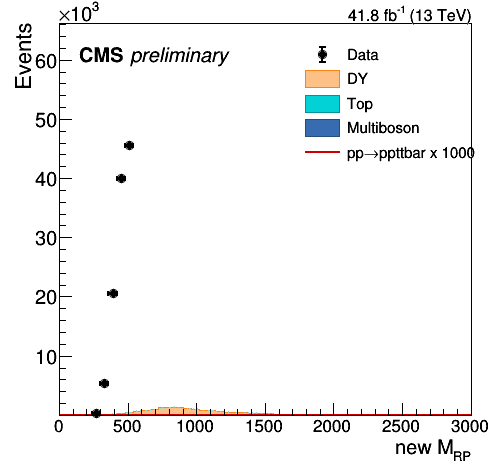 ×10³
41.8 fb⁻¹ (13 TeV)
Events
CMS preliminary
Data
DY
Top
Multiboson
pp→ppttbar x 1000
60
50
40
30
20
10
0 500 1000 1500 2000 2500 3000
new M_RP